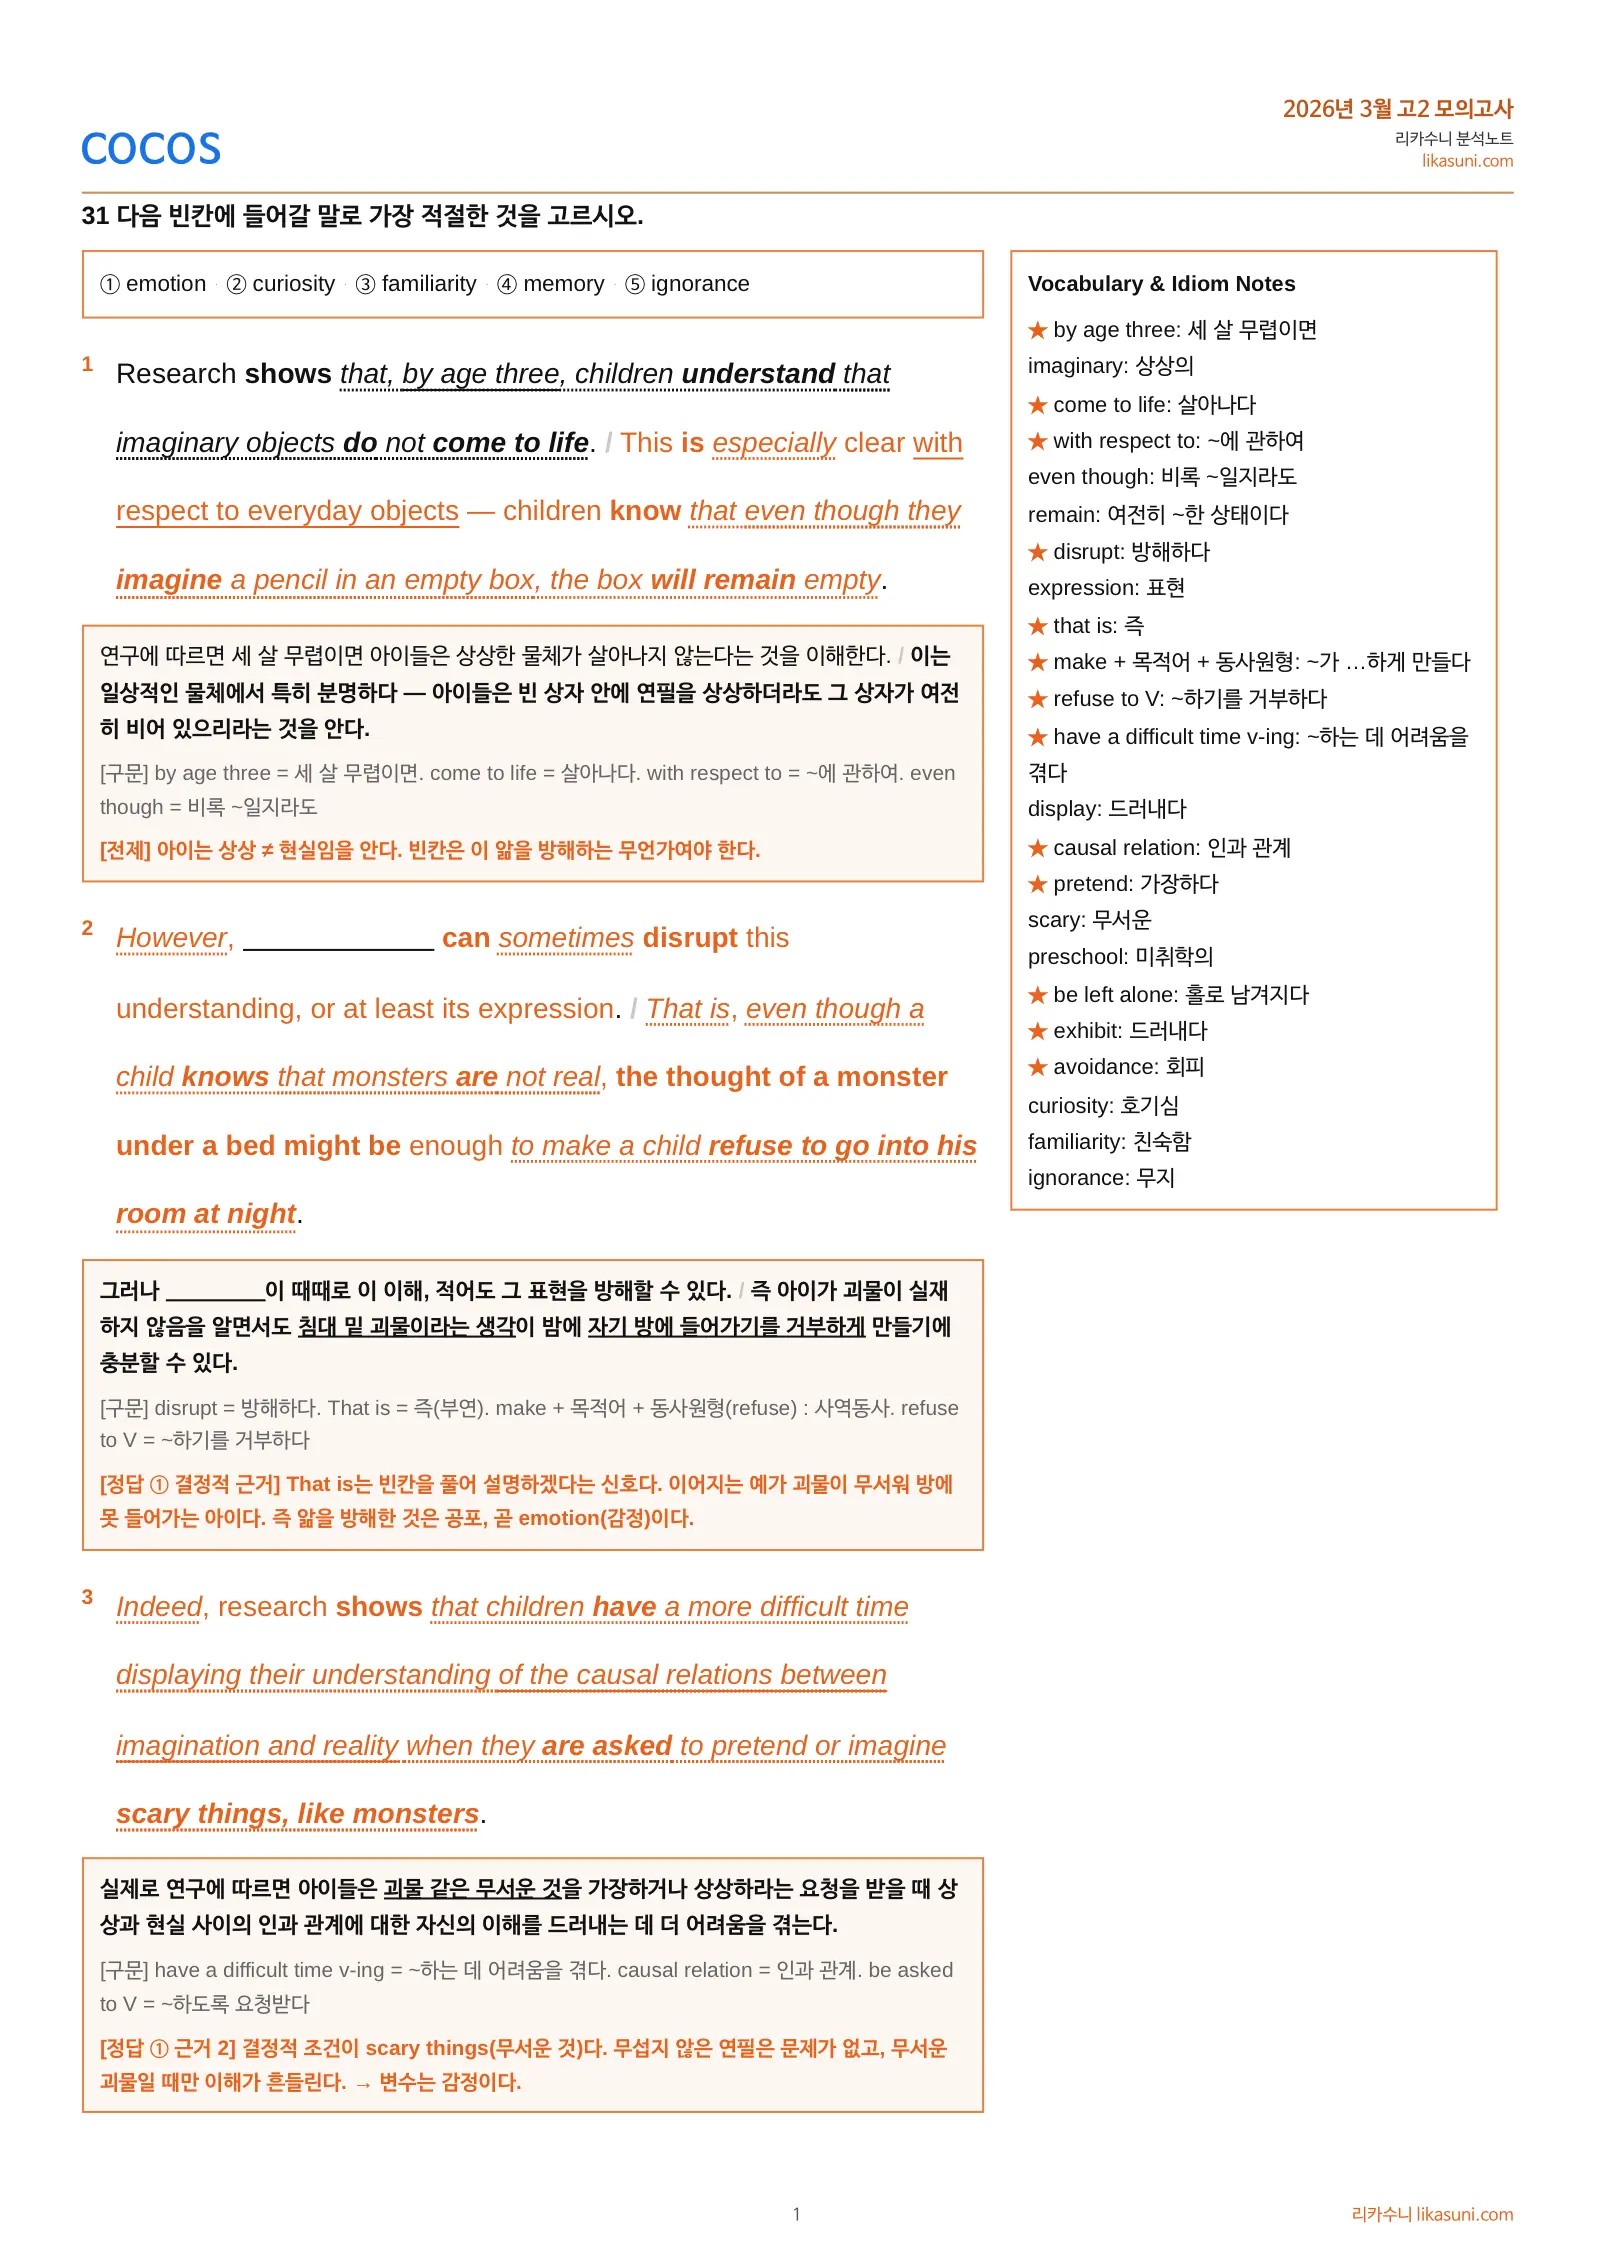 cocos
2026년 3월 고2 모의고사
리카수니 분석노트
likasuni.com
31 다음 빈칸에 들어갈 말로 가장 적절한 것을 고르시오.
① emotion · ② curiosity · ③ familiarity · ④ memory · ⑤ ignorance
1 Research shows that, by age three, children understand that
imaginary objects do not come to life. / This is especially clear with
respect to everyday objects — children know that even though they
imagine a pencil in an empty box, the box will remain empty.
연구에 따르면 세 살 무렵이면 아이들은 상상한 물체가 살아나지 않는다는 것을 이해한다. / 이는
일상적인 물체에서 특히 분명하다 — 아이들은 빈 상자 안에 연필을 상상하더라도 그 상자가 여전
히 비어 있으리라는 것을 안다.
[구문] by age three = 세 살 무렵이면. come to life = 살아나다. with respect to = ~에 관하여. even
though = 비록 ~일지라도
[전제] 아이는 상상 ≠ 현실임을 안다. 빈칸은 이 앎을 방해하는 무언가여야 한다.
2 However, ____________ can sometimes disrupt this
understanding, or at least its expression. / That is, even though a
child knows that monsters are not real, the thought of a monster
under a bed might be enough to make a child refuse to go into his
room at night.
그러나 ________이 때때로 이 이해, 적어도 그 표현을 방해할 수 있다. / 즉 아이가 괴물이 실재
하지 않음을 알면서도 침대 밑 괴물이라는 생각이 밤에 자기 방에 들어가기를 거부하게 만들기에
충분할 수 있다.
[구문] disrupt = 방해하다. That is = 즉(부연). make + 목적어 + 동사원형(refuse) : 사역동사. refuse
to V = ~하기를 거부하다
[정답 ① 결정적 근거] That is는 빈칸을 풀어 설명하겠다는 신호다. 이어지는 예가 괴물이 무서워 방에
못 들어가는 아이다. 즉 앎을 방해한 것은 공포, 곧 emotion(감정)이다.
3 Indeed, research shows that children have a more difficult time
displaying their understanding of the causal relations between
imagination and reality when they are asked to pretend or imagine
scary things, like monsters.
실제로 연구에 따르면 아이들은 괴물 같은 무서운 것을 가장하거나 상상하라는 요청을 받을 때 상
상과 현실 사이의 인과 관계에 대한 자신의 이해를 드러내는 데 더 어려움을 겪는다.
[구문] have a difficult time v-ing = ~하는 데 어려움을 겪다. causal relation = 인과 관계. be asked
to V = ~하도록 요청받다
[정답 ① 근거 2] 결정적 조건이 scary things(무서운 것)다. 무섭지 않은 연필은 문제가 없고, 무서운
괴물일 때만 이해가 흔들린다. → 변수는 감정이다.
Vocabulary & Idiom Notes
★ by age three: 세 살 무렵이면
imaginary: 상상의
★ come to life: 살아나다
★ with respect to: ~에 관하여
even though: 비록 ~일지라도
remain: 여전히 ~한 상태이다
★ disrupt: 방해하다
expression: 표현
★ that is: 즉
★ make + 목적어 + 동사원형: ~가 …하게 만들다
★ refuse to V: ~하기를 거부하다
★ have a difficult time v-ing: ~하는 데 어려움을
겪다
display: 드러내다
★ causal relation: 인과 관계
★ pretend: 가장하다
scary: 무서운
preschool: 미취학의
★ be left alone: 홀로 남겨지다
★ exhibit: 드러내다
★ avoidance: 회피
curiosity: 호기심
familiarity: 친숙함
ignorance: 무지
1
리카수니 likasuni.com